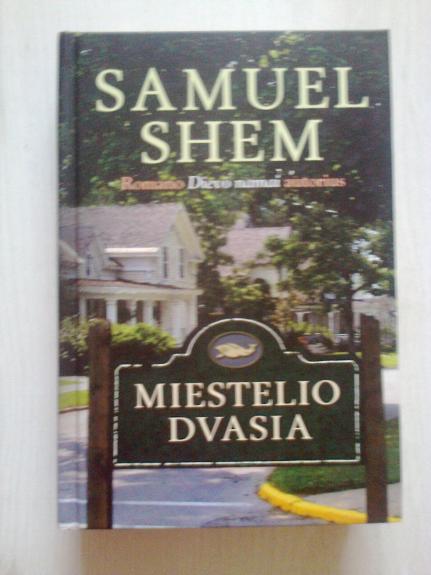 SAMUEL
SHEM
Romano Dievo namai autorius
MIESTELIO
DVASIA